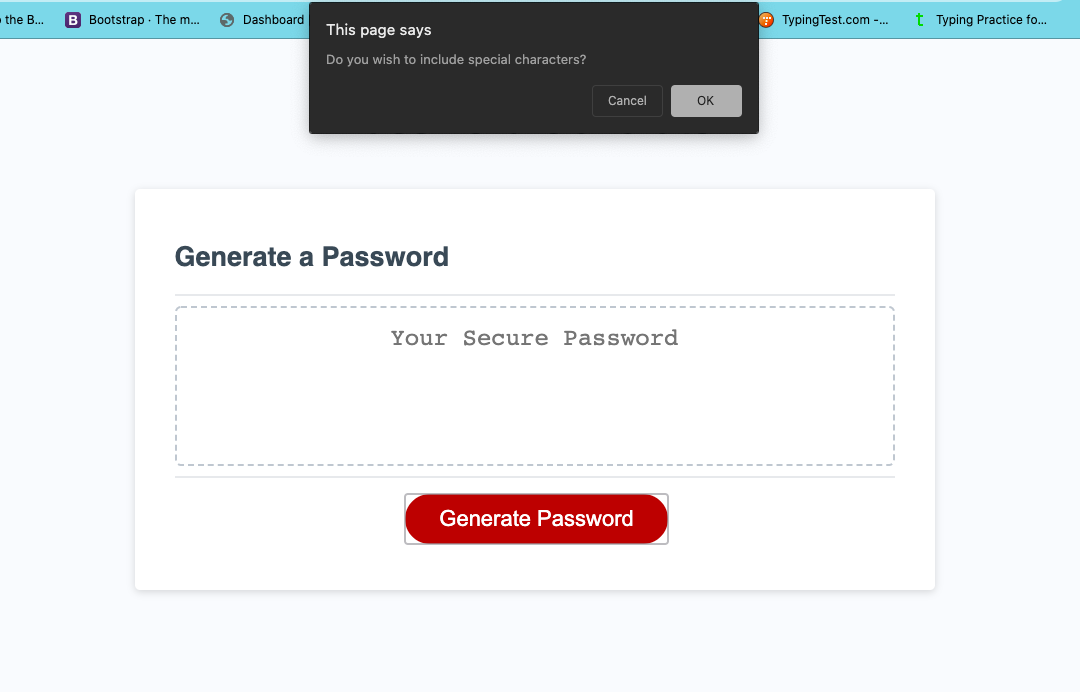 the B... B Bootstrap · The m... Dashboard TypingTest.com -... t Typing Practice fo...
This page says
Do you wish to include special characters?
Cancel OK
Generate a Password
Your Secure Password
Generate Password